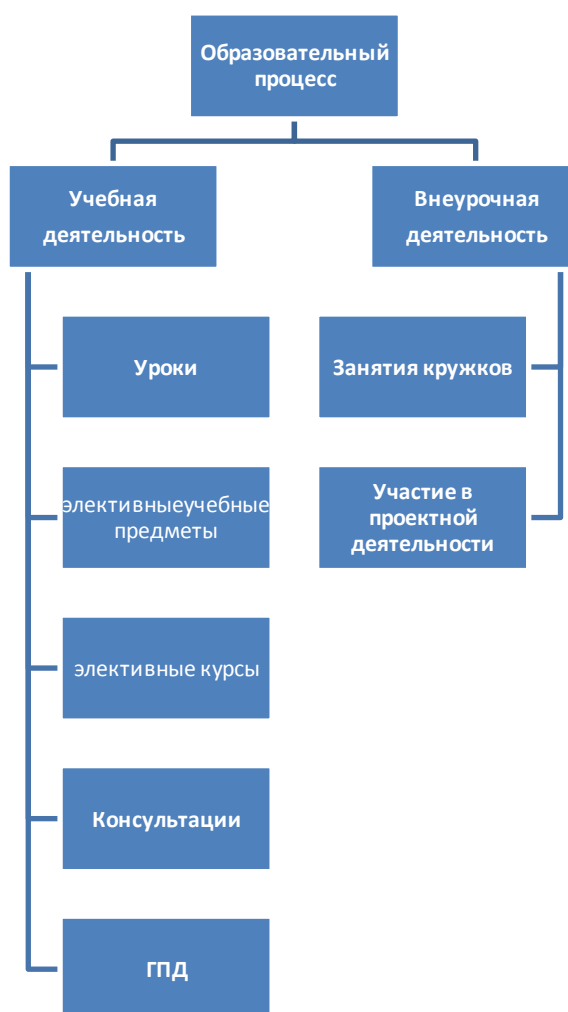 Образовательный
процесс
Учебная
деятельность
Внеурочная
деятельность
Уроки
Занятия кружков
элективныеучебные
предметы
Участие в
проектной
деятельности
элективные курсы
Консультации
ГПД